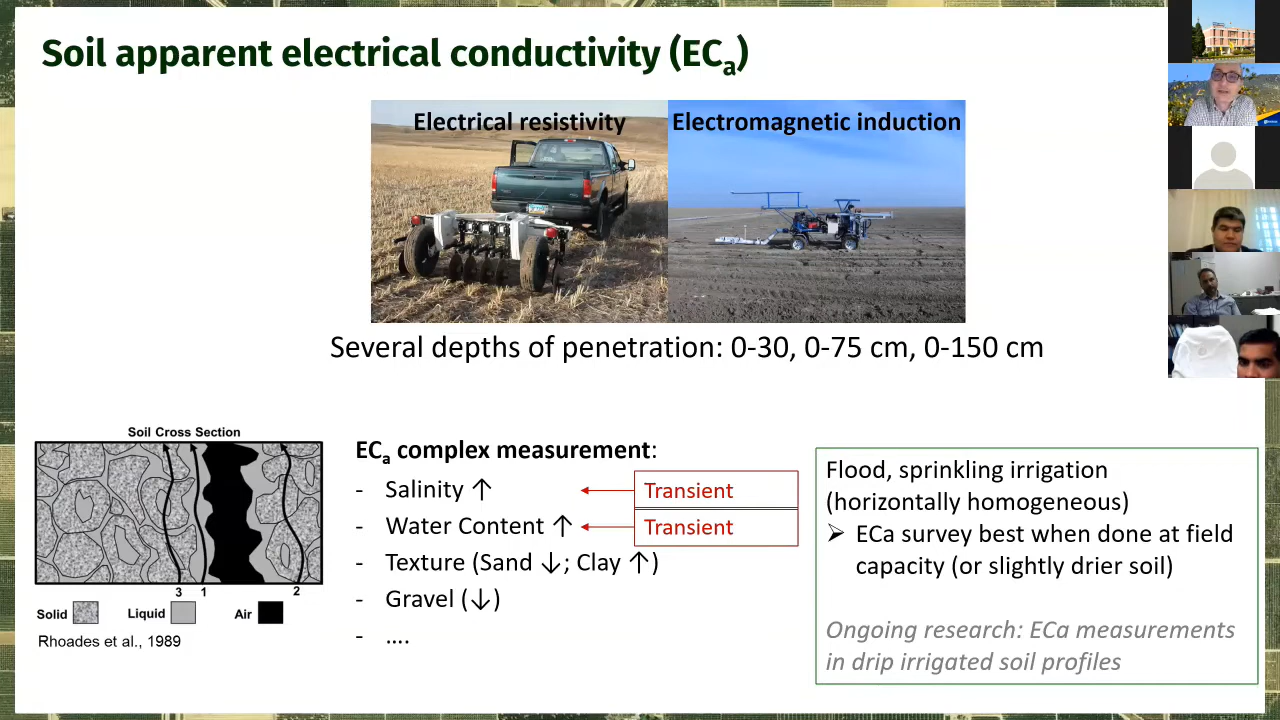 Soil apparent electrical conductivity (ECa)
Electrical resistivity
Electromagnetic induction
Several depths of penetration: 0-30, 0-75 cm, 0-150 cm
Soil Cross Section
3 1 2
Solid Liquid Air
Rhoades et al., 1989
ECa complex measurement:
- Salinity ↑
Transient
- Water Content ↑
Transient
- Texture (Sand ↓; Clay ↑)
- Gravel (↓)
- ....
Flood, sprinkling irrigation
(horizontally homogeneous)
➢ ECa survey best when done at field
capacity (or slightly drier soil)
Ongoing research: ECa measurements
in drip irrigated soil profiles